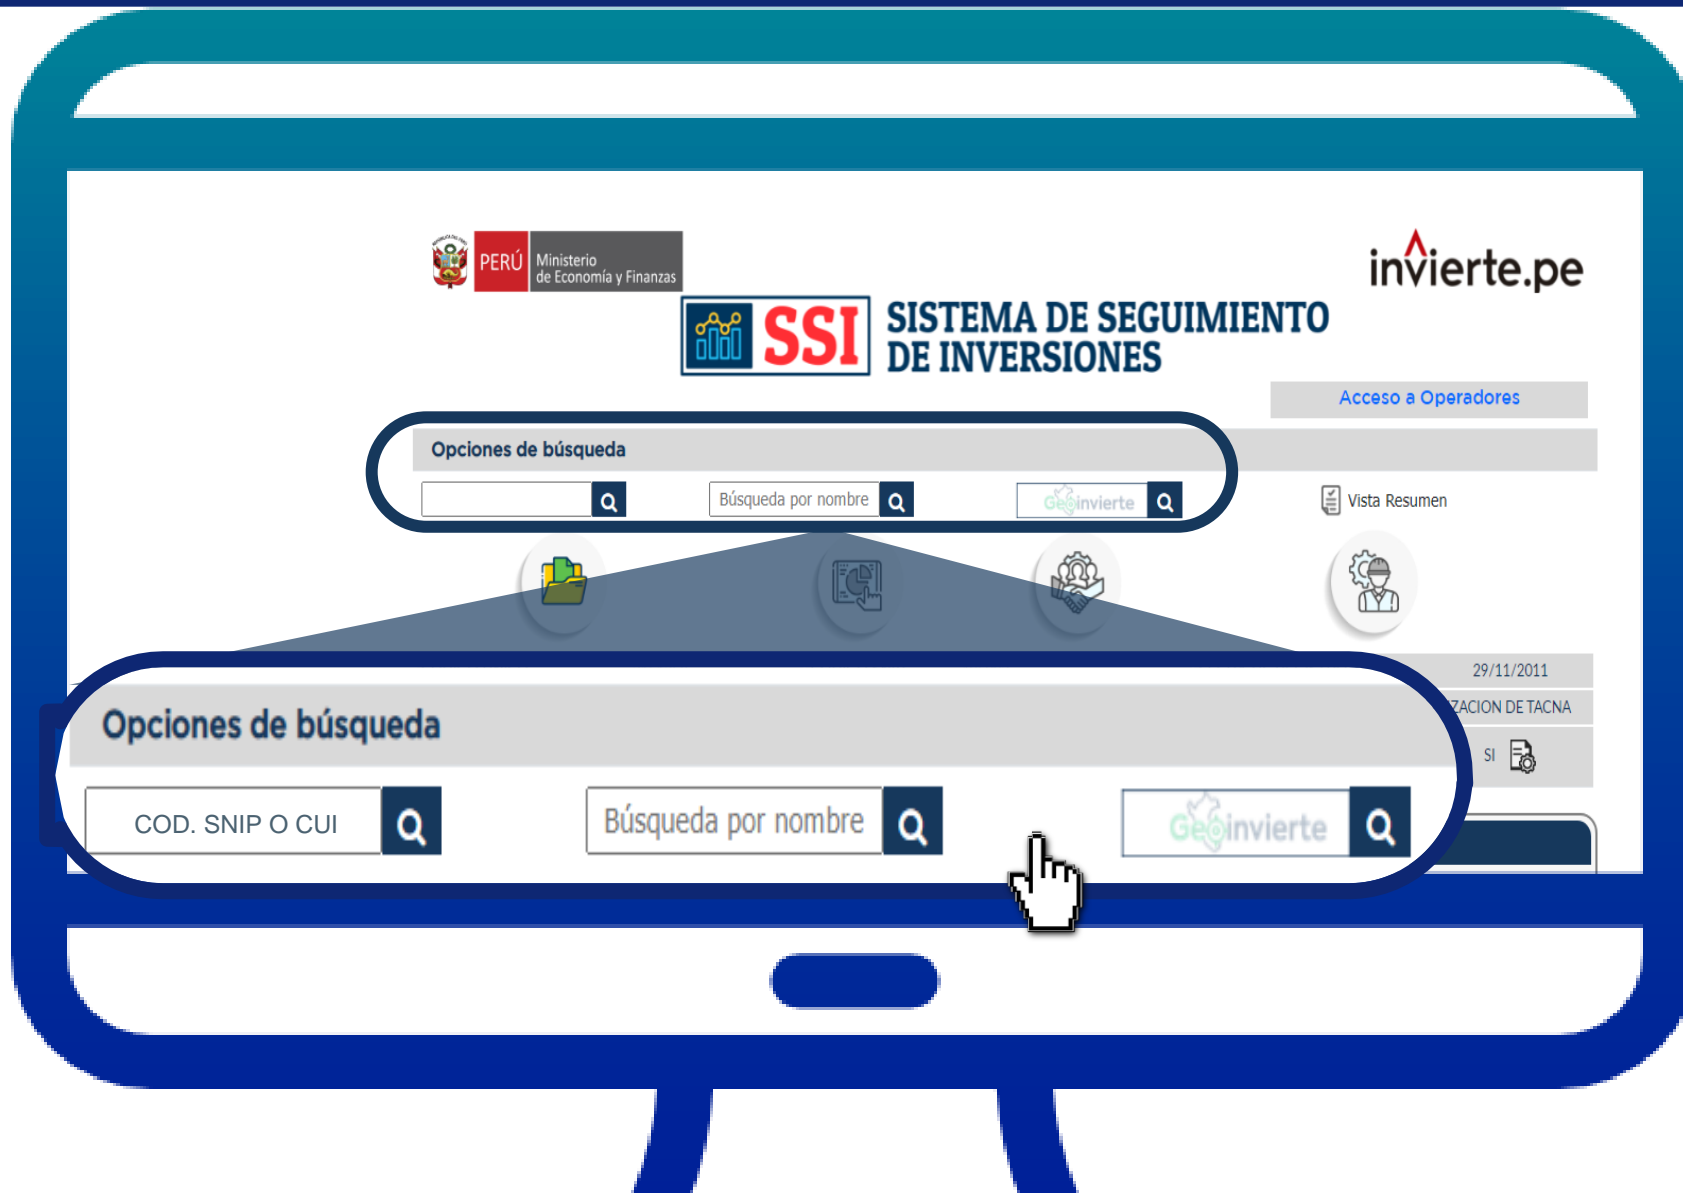 PERÚ
Ministerio
de Economía y Finanzas
invierte.pe
SSI
SISTEMA DE SEGUIMIENTO
DE INVERSIONES
Acceso a Operadores
Opciones de búsqueda
Búsqueda por nombre
Geoinvierte
Vista Resumen
29/11/2011
ZACION DE TACNA
SI
Opciones de búsqueda
COD. SNIP O CUI
Búsqueda por nombre
Geoinvierte